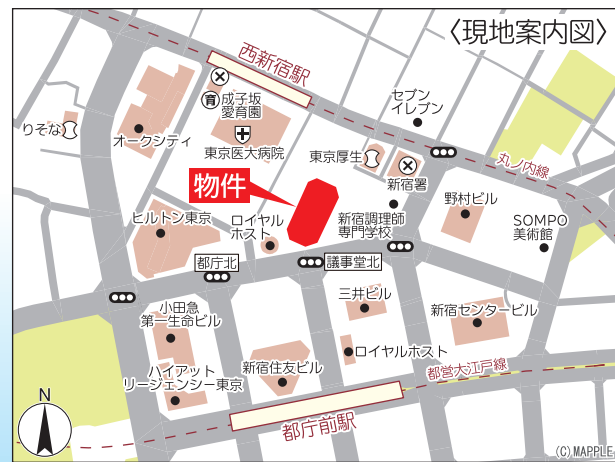 〈現地案内図〉
西新宿駅
セブン
イレブン
育
成子坂
愛育園
りそな
オークシティ
東京医大病院
東京厚生
丸ノ内線
新宿署
物件
野村ビル
ヒルトン東京
ロイヤル
ホスト
新宿調理師
専門学校
SOMPO
美術館
都庁北
議事堂北
三井ビル
小田急
第一生命ビル
新宿センタービル
ロイヤルホスト
ハイアット
リージェンシー東京
新宿住友ビル
都営大江戸線
N
都庁前駅
(C)MAPPLE